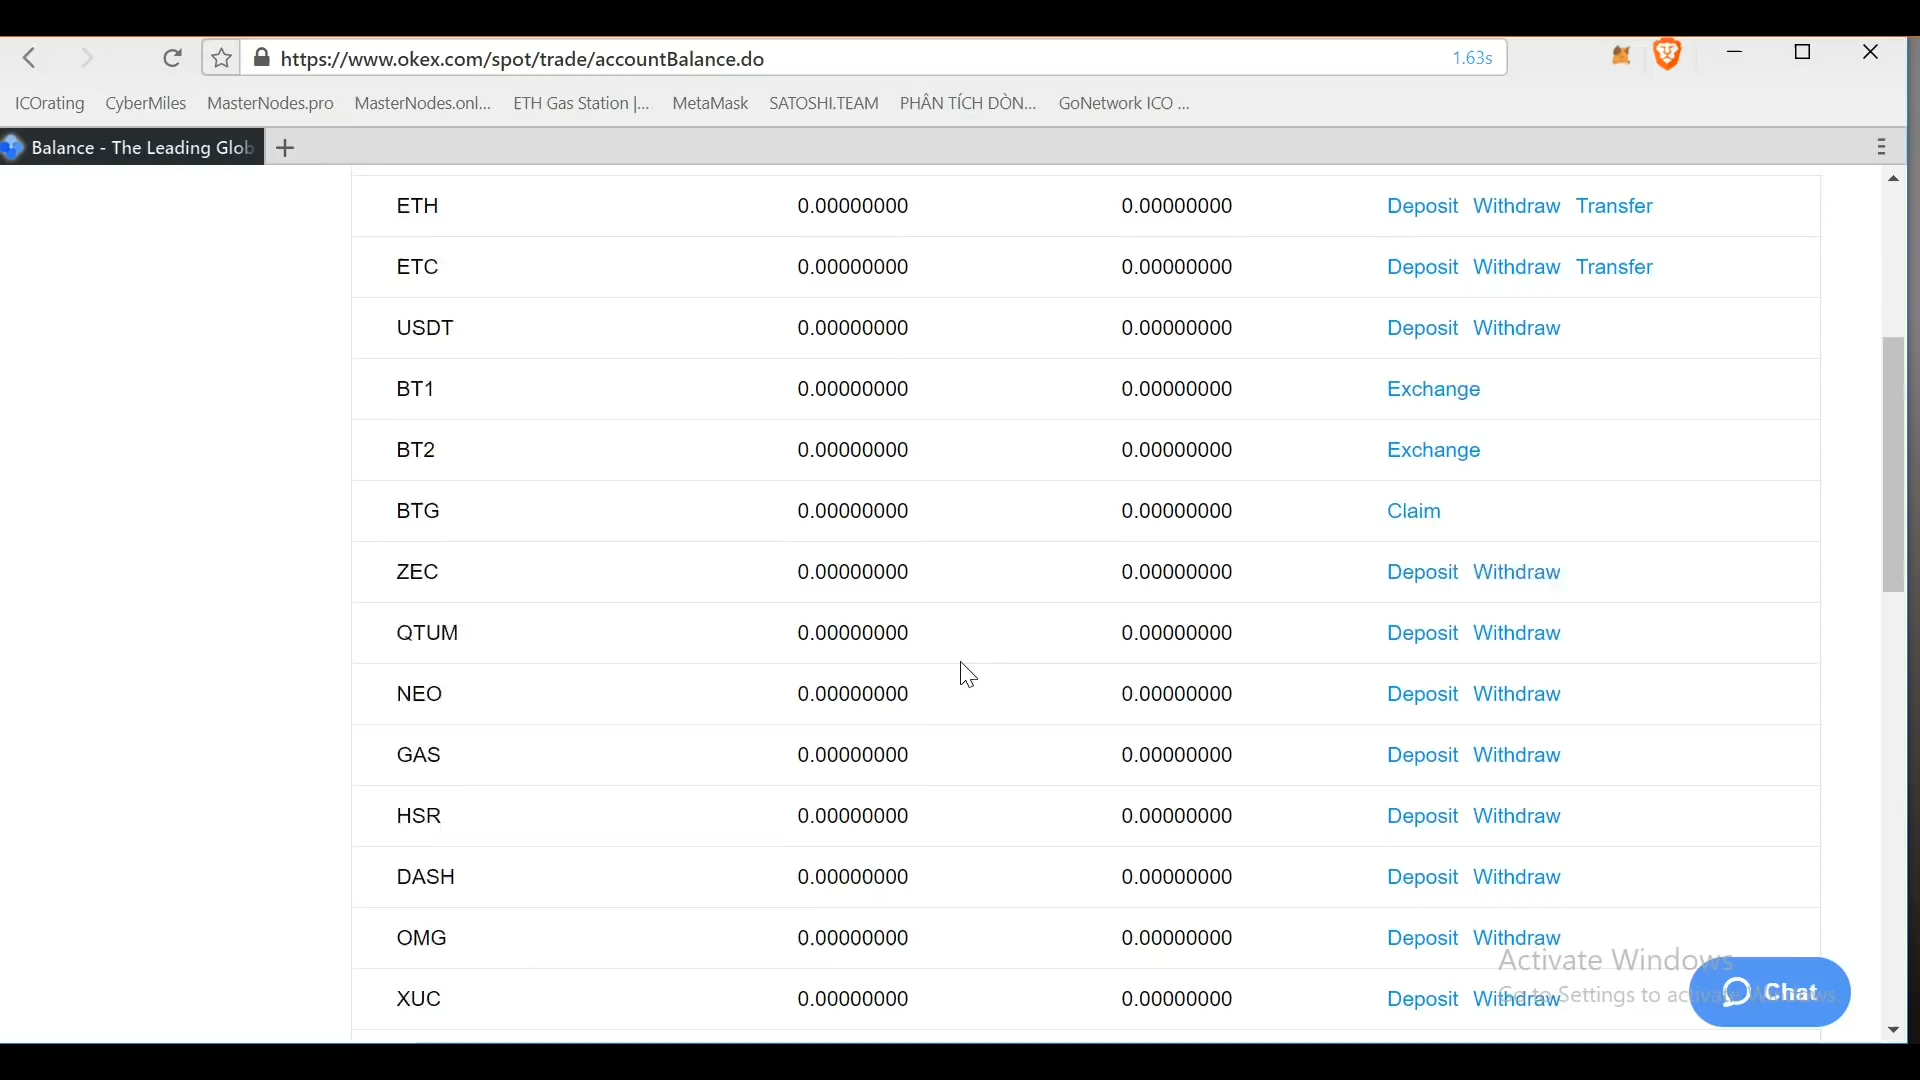 https://www.okex.com/spot/trade/accountBalance.do 1.63s
ICOrating CyberMiles MasterNodes.pro MasterNodes.onl... ETH Gas Station |... MetaMask SATOSHI.TEAM PHÂN TÍCH DÒN... GoNetwork ICO ...
Balance - The Leading Glob
ETH 0.00000000 0.00000000 Deposit Withdraw Transfer
ETC 0.00000000 0.00000000 Deposit Withdraw Transfer
USDT 0.00000000 0.00000000 Deposit Withdraw
BT1 0.00000000 0.00000000 Exchange
BT2 0.00000000 0.00000000 Exchange
BTG 0.00000000 0.00000000 Claim
ZEC 0.00000000 0.00000000 Deposit Withdraw
QTUM 0.00000000 0.00000000 Deposit Withdraw
NEO 0.00000000 0.00000000 Deposit Withdraw
GAS 0.00000000 0.00000000 Deposit Withdraw
HSR 0.00000000 0.00000000 Deposit Withdraw
DASH 0.00000000 0.00000000 Deposit Withdraw
OMG 0.00000000 0.00000000 Deposit Withdraw
Activate Windows
XUC 0.00000000 0.00000000 Deposit Withdraw
Go to Settings to activate Windows.
Chat